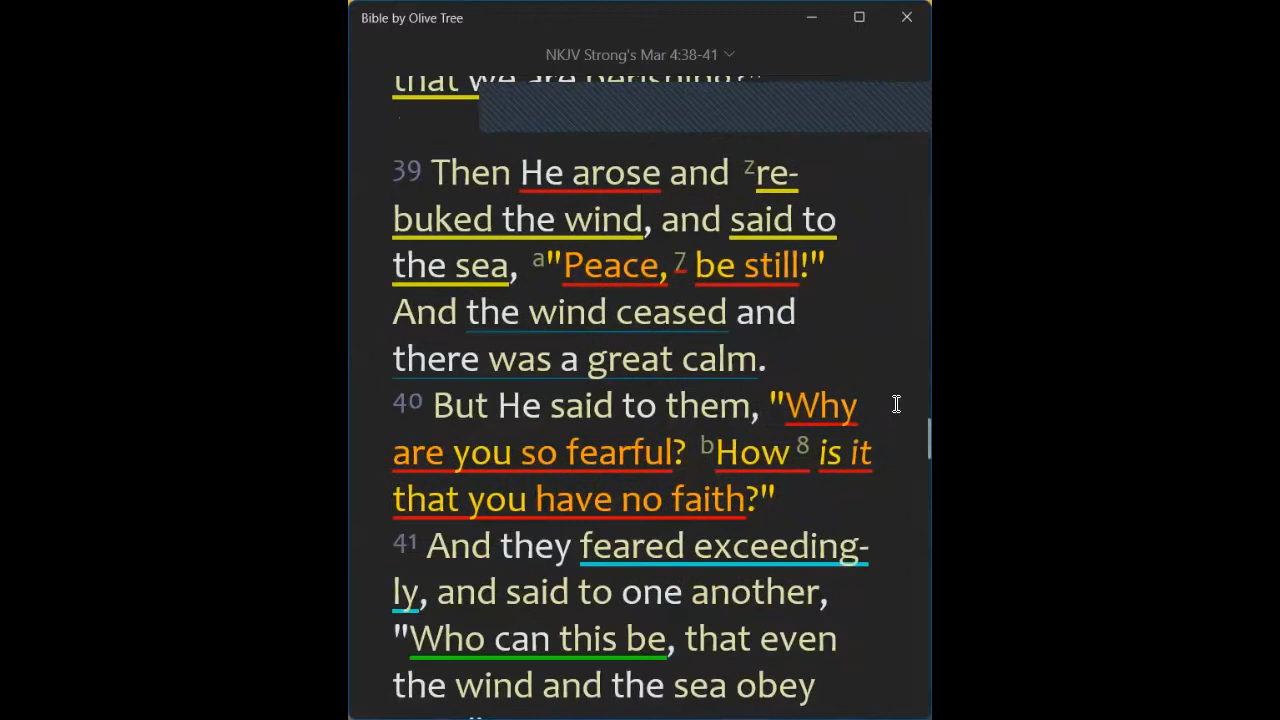 Bible by Olive Tree
NKJV Strong's Mar 4:38-41
that we are perishing?"
39 Then He arose and zre-
buked the wind, and said to
the sea, a"Peace, 7 be still!"
And the wind ceased and
there was a great calm.
40 But He said to them, "Why
are you so fearful? bHow 8 is it
that you have no faith?"
41 And they feared exceeding-
ly, and said to one another,
"Who can this be, that even
the wind and the sea obey